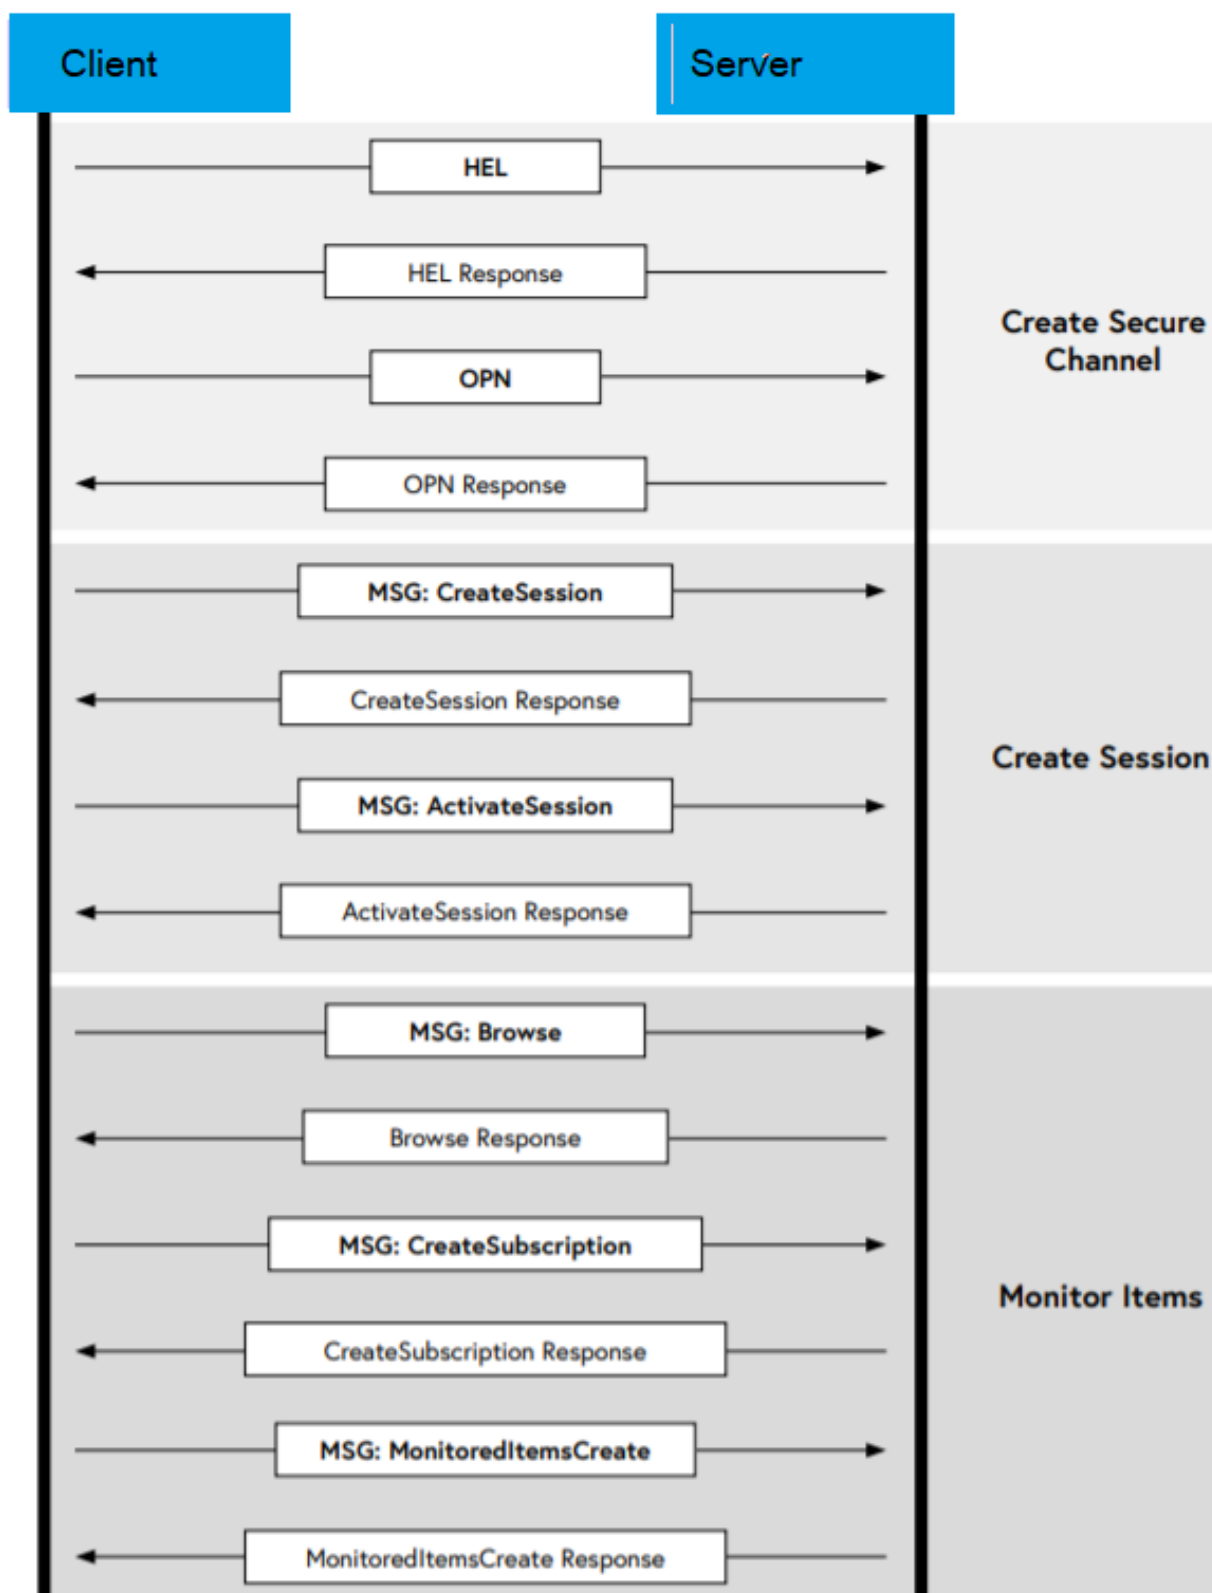 Client
Server
HEL
HEL Response
Create Secure
Channel
OPN
OPN Response
MSG: CreateSession
CreateSession Response
Create Session
MSG: ActivateSession
ActivateSession Response
MSG: Browse
Browse Response
MSG: CreateSubscription
Monitor Items
CreateSubscription Response
MSG: MonitoredItemsCreate
MonitoredItemsCreate Response